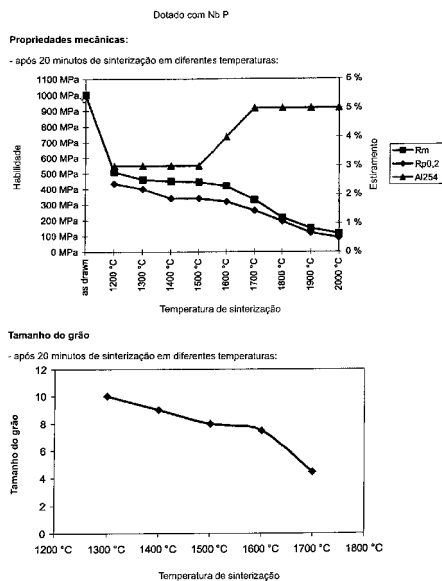 Dotado com Nb P
Propriedades mecânicas:
- após 20 minutos de sinterização em diferentes temperaturas:
1100 MPa
1000 MPa
900 MPa
800 MPa
700 MPa
600 MPa
500 MPa
400 MPa
300 MPa
200 MPa
100 MPa
0 MPa
Habilidade
6 %
5 %
4 %
3 %
2 %
1 %
0 %
Estiramento
Rm
Rp0,2
Al254
as drawn
1200 °C
1300 °C
1400 °C
1500 °C
1600 °C
1700 °C
1800 °C
1900 °C
2000 °C
Temperatura de sinterização
Tamanho do grão
- após 20 minutos de sinterização em diferentes temperaturas:
12
10
8
6
4
2
0
Tamanho do grão
1200 °C 1300 °C 1400 °C 1500 °C 1600 °C 1700 °C 1800 °C
Temperatura de sinterização